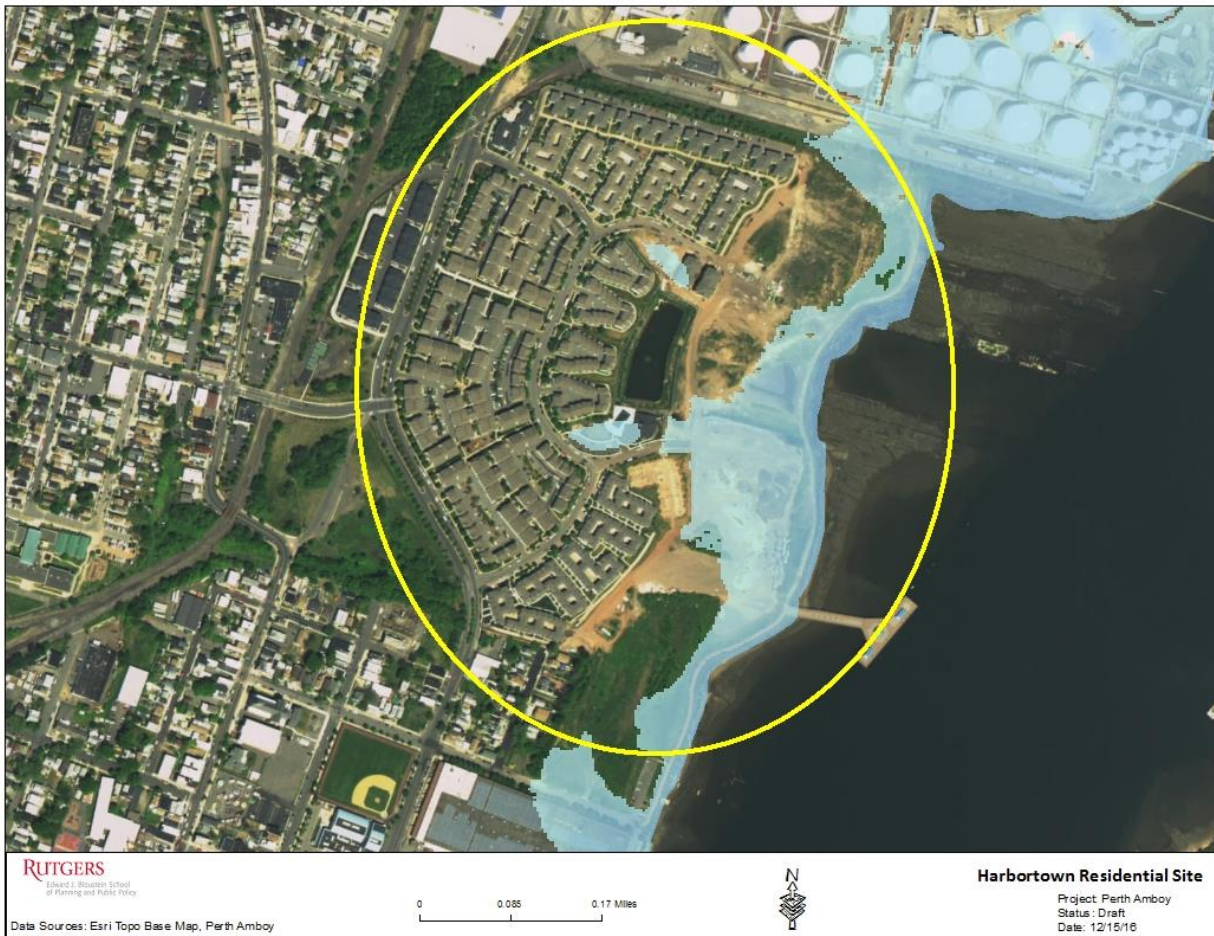 RUTGERS
Edward J. Bloustein School
of Planning and Public Policy
Data Sources: Esri Topo Base Map, Perth Amboy
0 0.085 0.17 Miles
N
Harbortown Residential Site
Project: Perth Amboy
Status: Draft
Date: 12/15/16